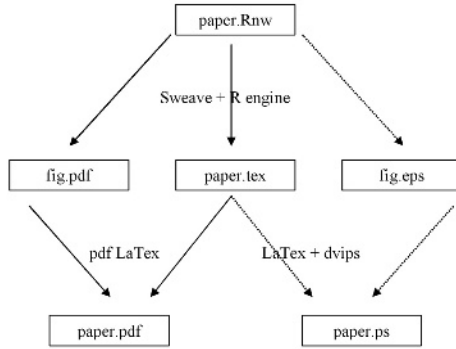 paper.Rnw
Sweave + R engine
fig.pdf
paper.tex
fig.eps
pdf LaTex
LaTex + dvips
paper.pdf
paper.ps